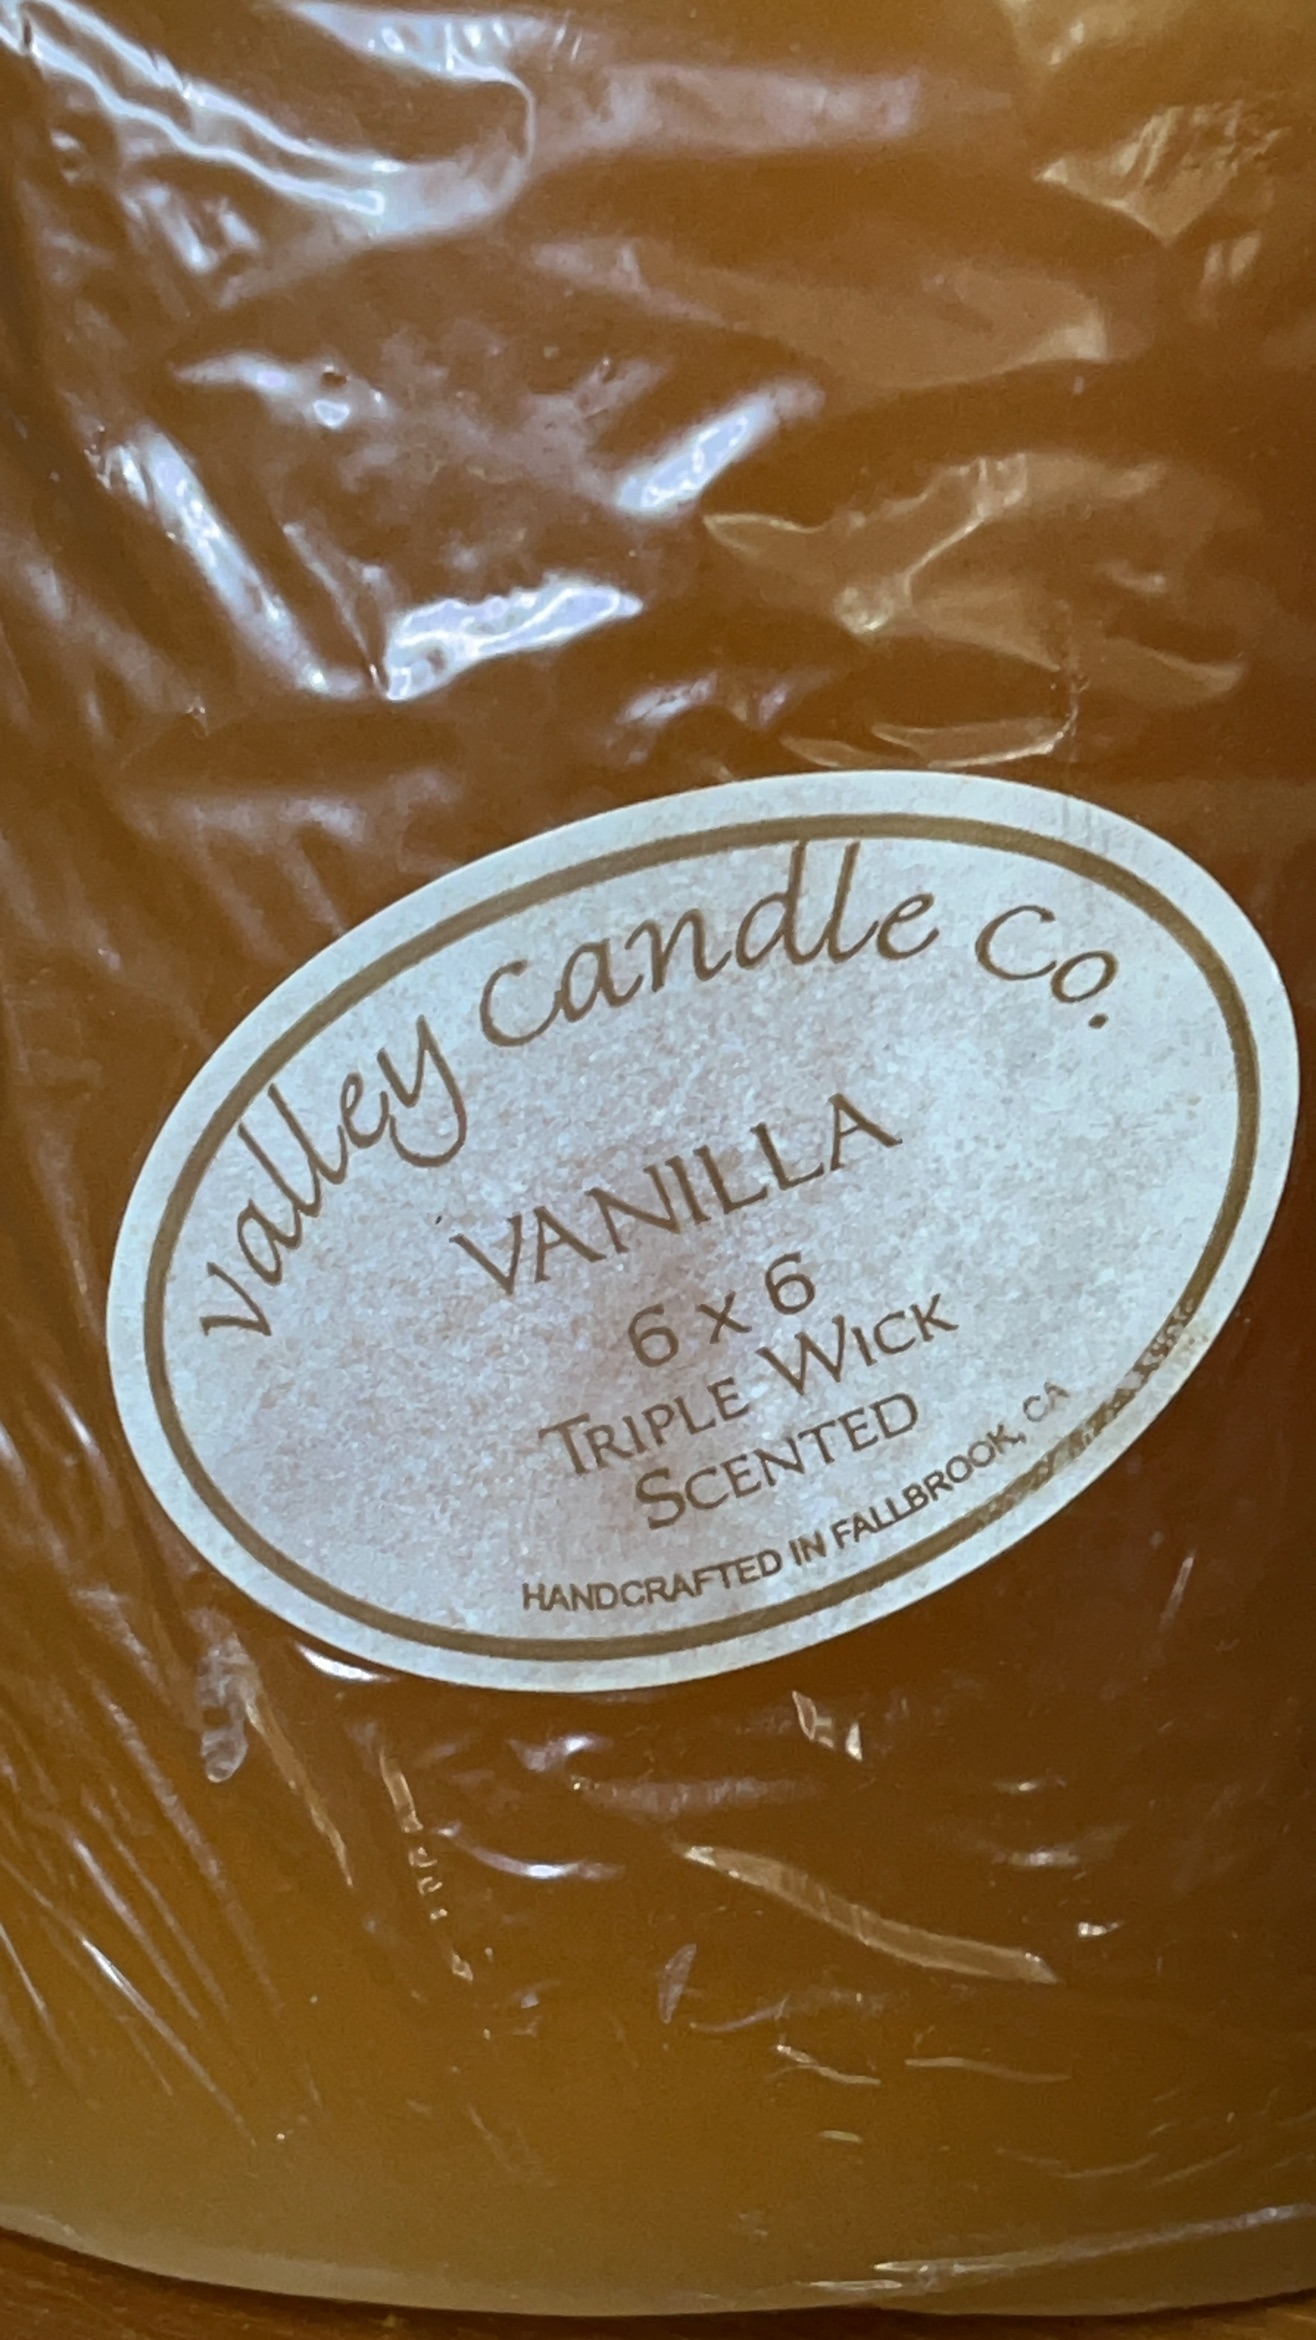 Valley Candle Co.
VANILLA
6 x 6
TRIPLE WICK
SCENTED
HANDCRAFTED IN FALLBROOK, CA